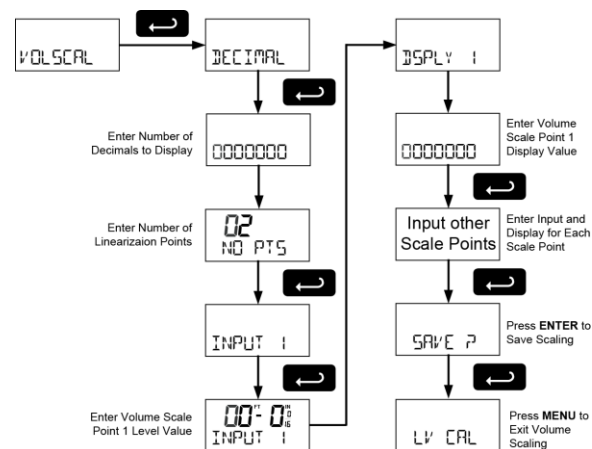 VOLSCAL
DECIMAL
Enter Number of
Decimals to Display
0000000
Enter Number of
Linearizaion Points
02
NO PTS
INPUT 1
Enter Volume Scale
Point 1 Level Value
00FT-0IN 0/16
INPUT 1
DSPLY 1
Enter Volume
Scale Point 1
Display Value
0000000
Input other
Scale Points
Enter Input and
Display for Each
Scale Point
SAVE ?
Press ENTER to
Save Scaling
LV CAL
Press MENU to
Exit Volume
Scaling